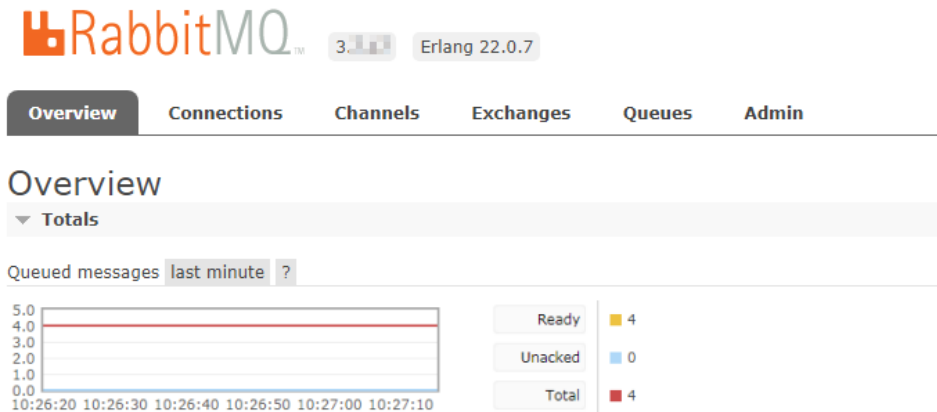 RabbitMQ TM 3. Erlang 22.0.7
Overview Connections Channels Exchanges Queues Admin
Overview
Totals
Queued messages last minute ?
5.0
4.0
3.0
2.0
1.0
0.0
10:26:20 10:26:30 10:26:40 10:26:50 10:27:00 10:27:10
Ready 4
Unacked 0
Total 4